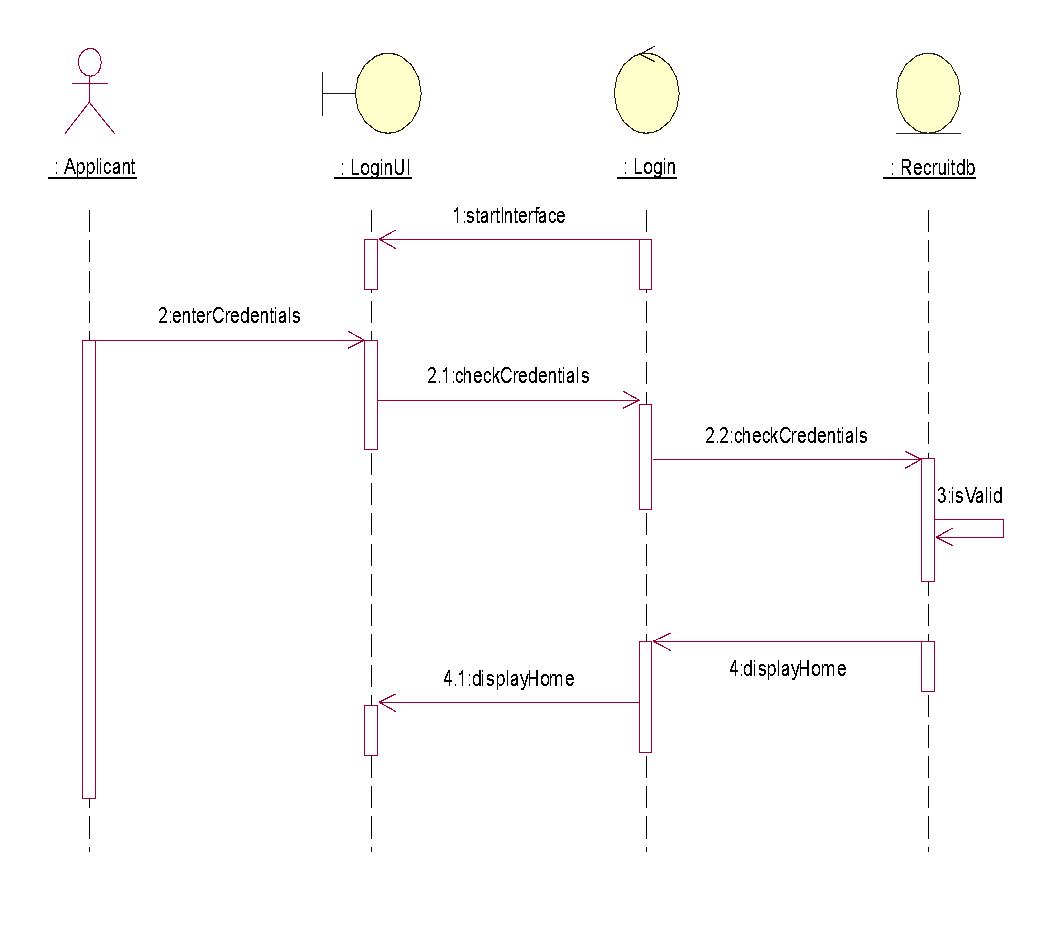 : Applicant
: LoginUI
: Login
: Recruitdb
1:startInterface
2:enterCredentials
2.1:checkCredentials
2.2:checkCredentials
3:isValid
4:displayHome
4.1:displayHome